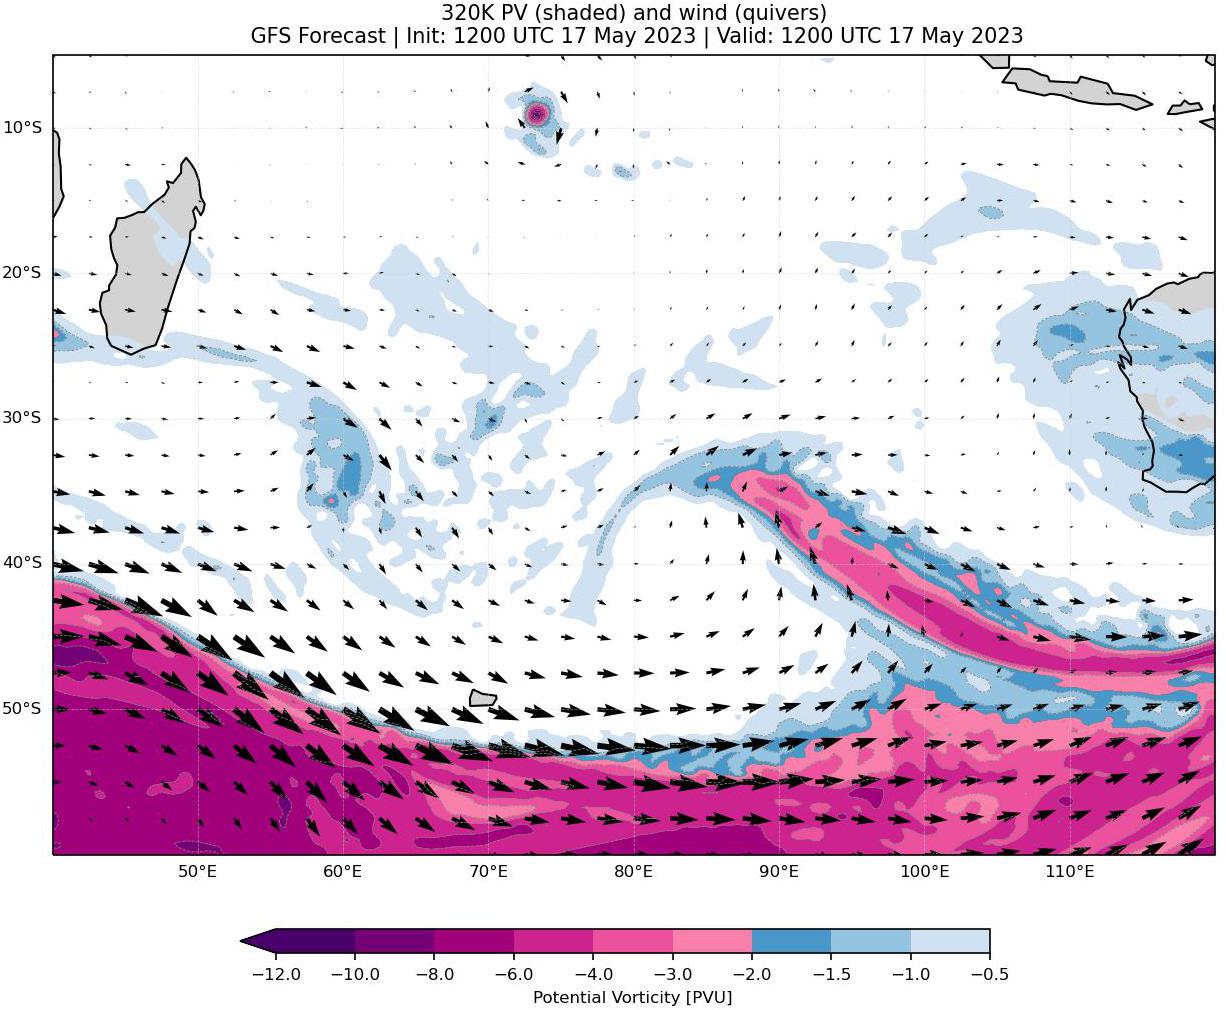 320K PV (shaded) and wind (quivers)
GFS Forecast | Init: 1200 UTC 17 May 2023 | Valid: 1200 UTC 17 May 2023
10°S
20°S
30°S
40°S
50°S
50°E 60°E 70°E 80°E 90°E 100°E 110°E
−12.0 −10.0 −8.0 −6.0 −4.0 −3.0 −2.0 −1.5 −1.0 −0.5
Potential Vorticity [PVU]